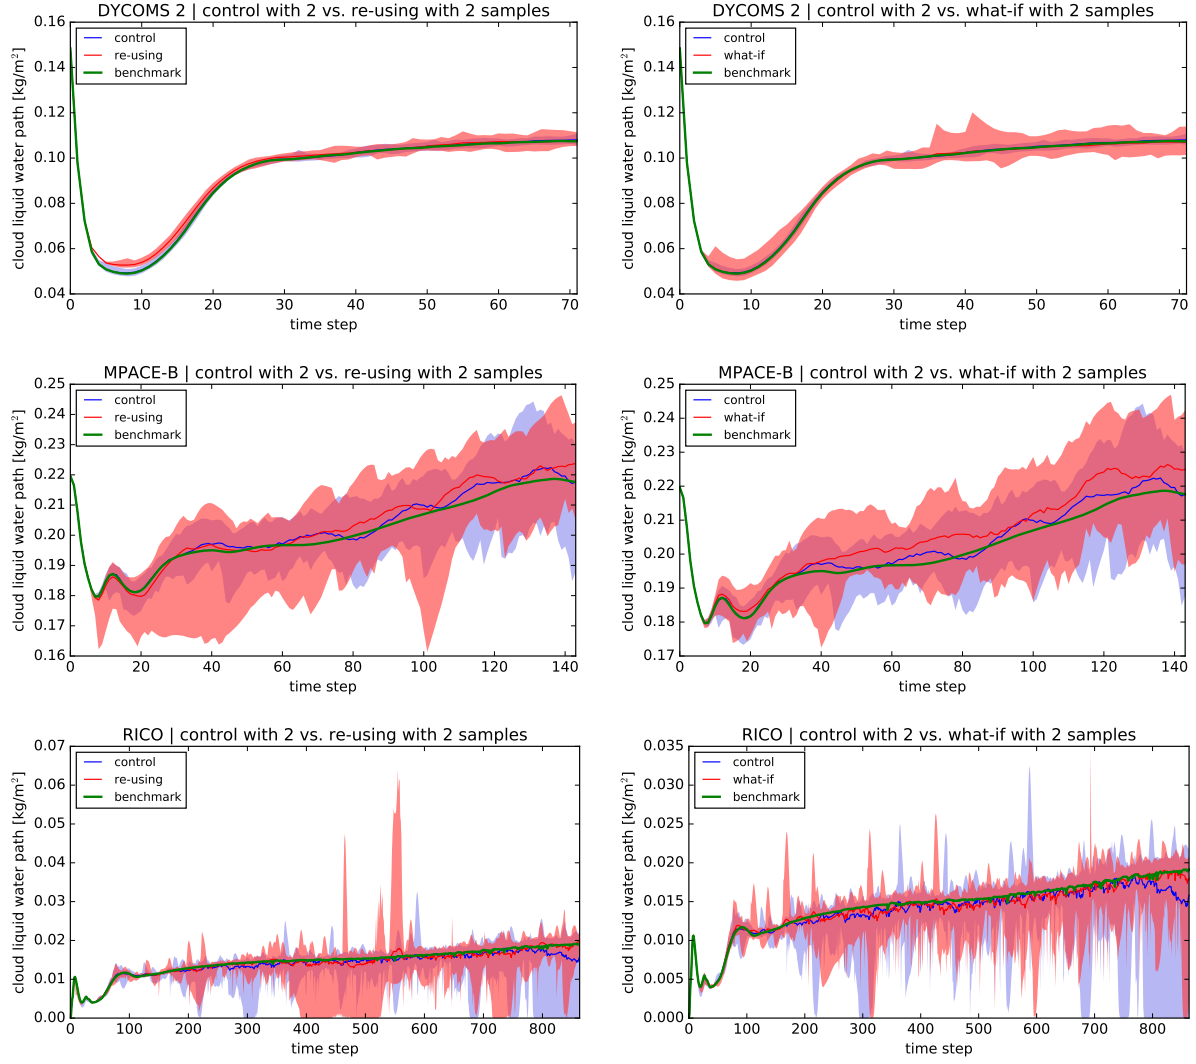 DYCOMS 2 | control with 2 vs. re-using with 2 samples
0.16
0.14
0.12
0.10
0.08
0.06
0.04
cloud liquid water path [kg/m²]
control
re-using
benchmark
0 10 20 30 40 50 60 70
time step
DYCOMS 2 | control with 2 vs. what-if with 2 samples
0.16
0.14
0.12
0.10
0.08
0.06
0.04
cloud liquid water path [kg/m²]
control
what-if
benchmark
0 10 20 30 40 50 60 70
time step
MPACE-B | control with 2 vs. re-using with 2 samples
0.25
0.24
0.23
0.22
0.21
0.20
0.19
0.18
0.17
0.16
cloud liquid water path [kg/m²]
control
re-using
benchmark
0 20 40 60 80 100 120 140
time step
MPACE-B | control with 2 vs. what-if with 2 samples
0.25
0.24
0.23
0.22
0.21
0.20
0.19
0.18
0.17
cloud liquid water path [kg/m²]
control
what-if
benchmark
0 20 40 60 80 100 120 140
time step
RICO | control with 2 vs. re-using with 2 samples
0.07
0.06
0.05
0.04
0.03
0.02
0.01
0.00
cloud liquid water path [kg/m²]
control
re-using
benchmark
0 100 200 300 400 500 600 700 800
time step
RICO | control with 2 vs. what-if with 2 samples
0.035
0.030
0.025
0.020
0.015
0.010
0.005
0.000
cloud liquid water path [kg/m²]
control
what-if
benchmark
0 100 200 300 400 500 600 700 800
time step